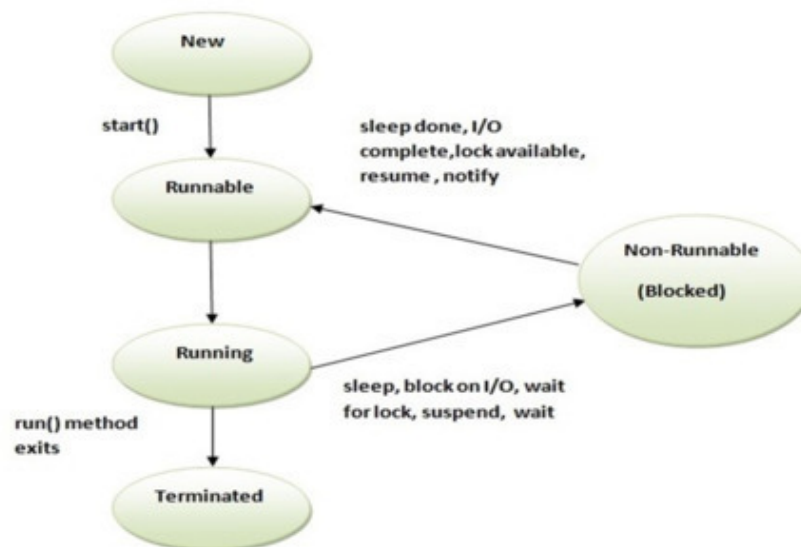 New
start()
sleep done, I/O
complete,lock available,
resume , notify
Runnable
Non-Runnable
(Blocked)
Running
sleep, block on I/O, wait
for lock, suspend, wait
run() method
exits
Terminated